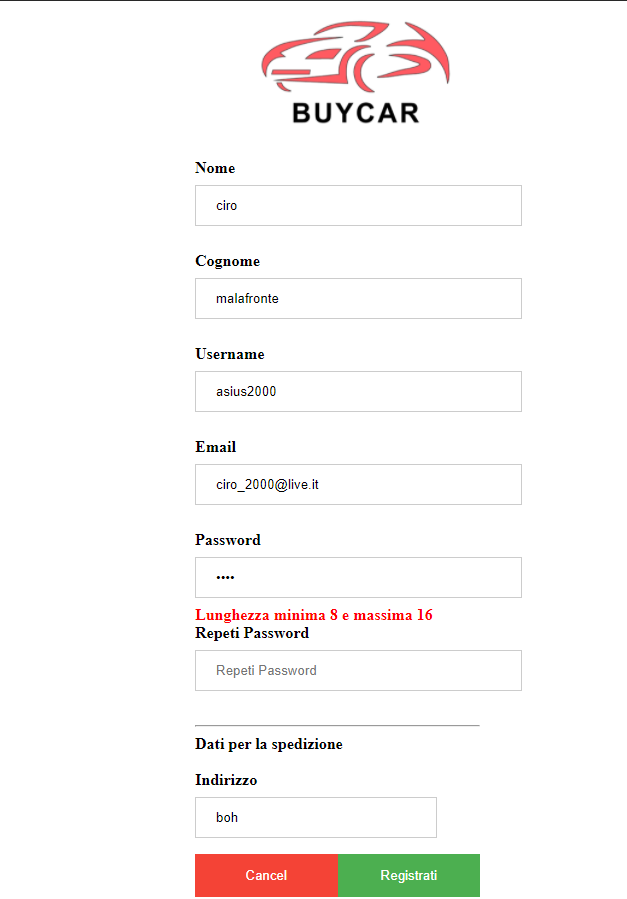 BUYCAR
Nome
ciro
Cognome
malafronte
Username
asius2000
Email
ciro_2000@live.it
Password
••••
Lunghezza minima 8 e massima 16
Repeti Password
Repeti Password
Dati per la spedizione
Indirizzo
boh
Cancel Registrati